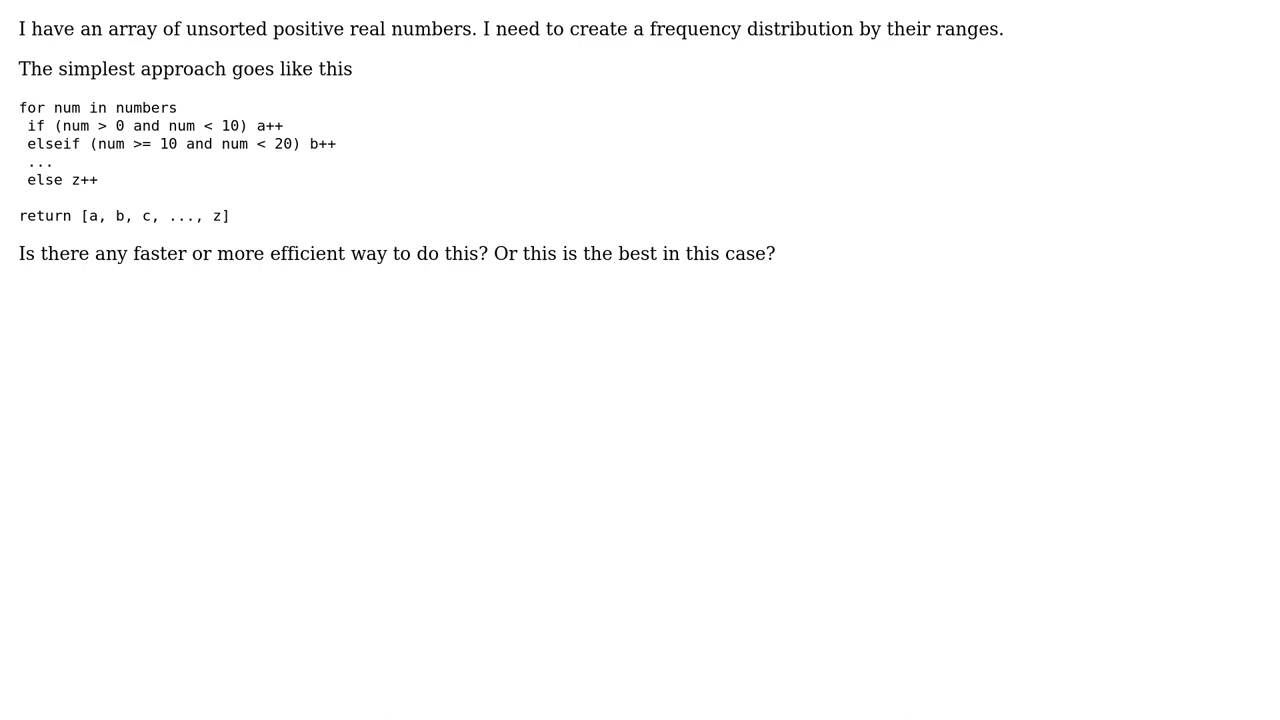 I have an array of unsorted positive real numbers. I need to create a frequency distribution by their ranges.
The simplest approach goes like this
for num in numbers
 if (num > 0 and num < 10) a++
 elseif (num >= 10 and num < 20) b++
 ...
 else z++
return [a, b, c, ..., z]
Is there any faster or more efficient way to do this? Or this is the best in this case?